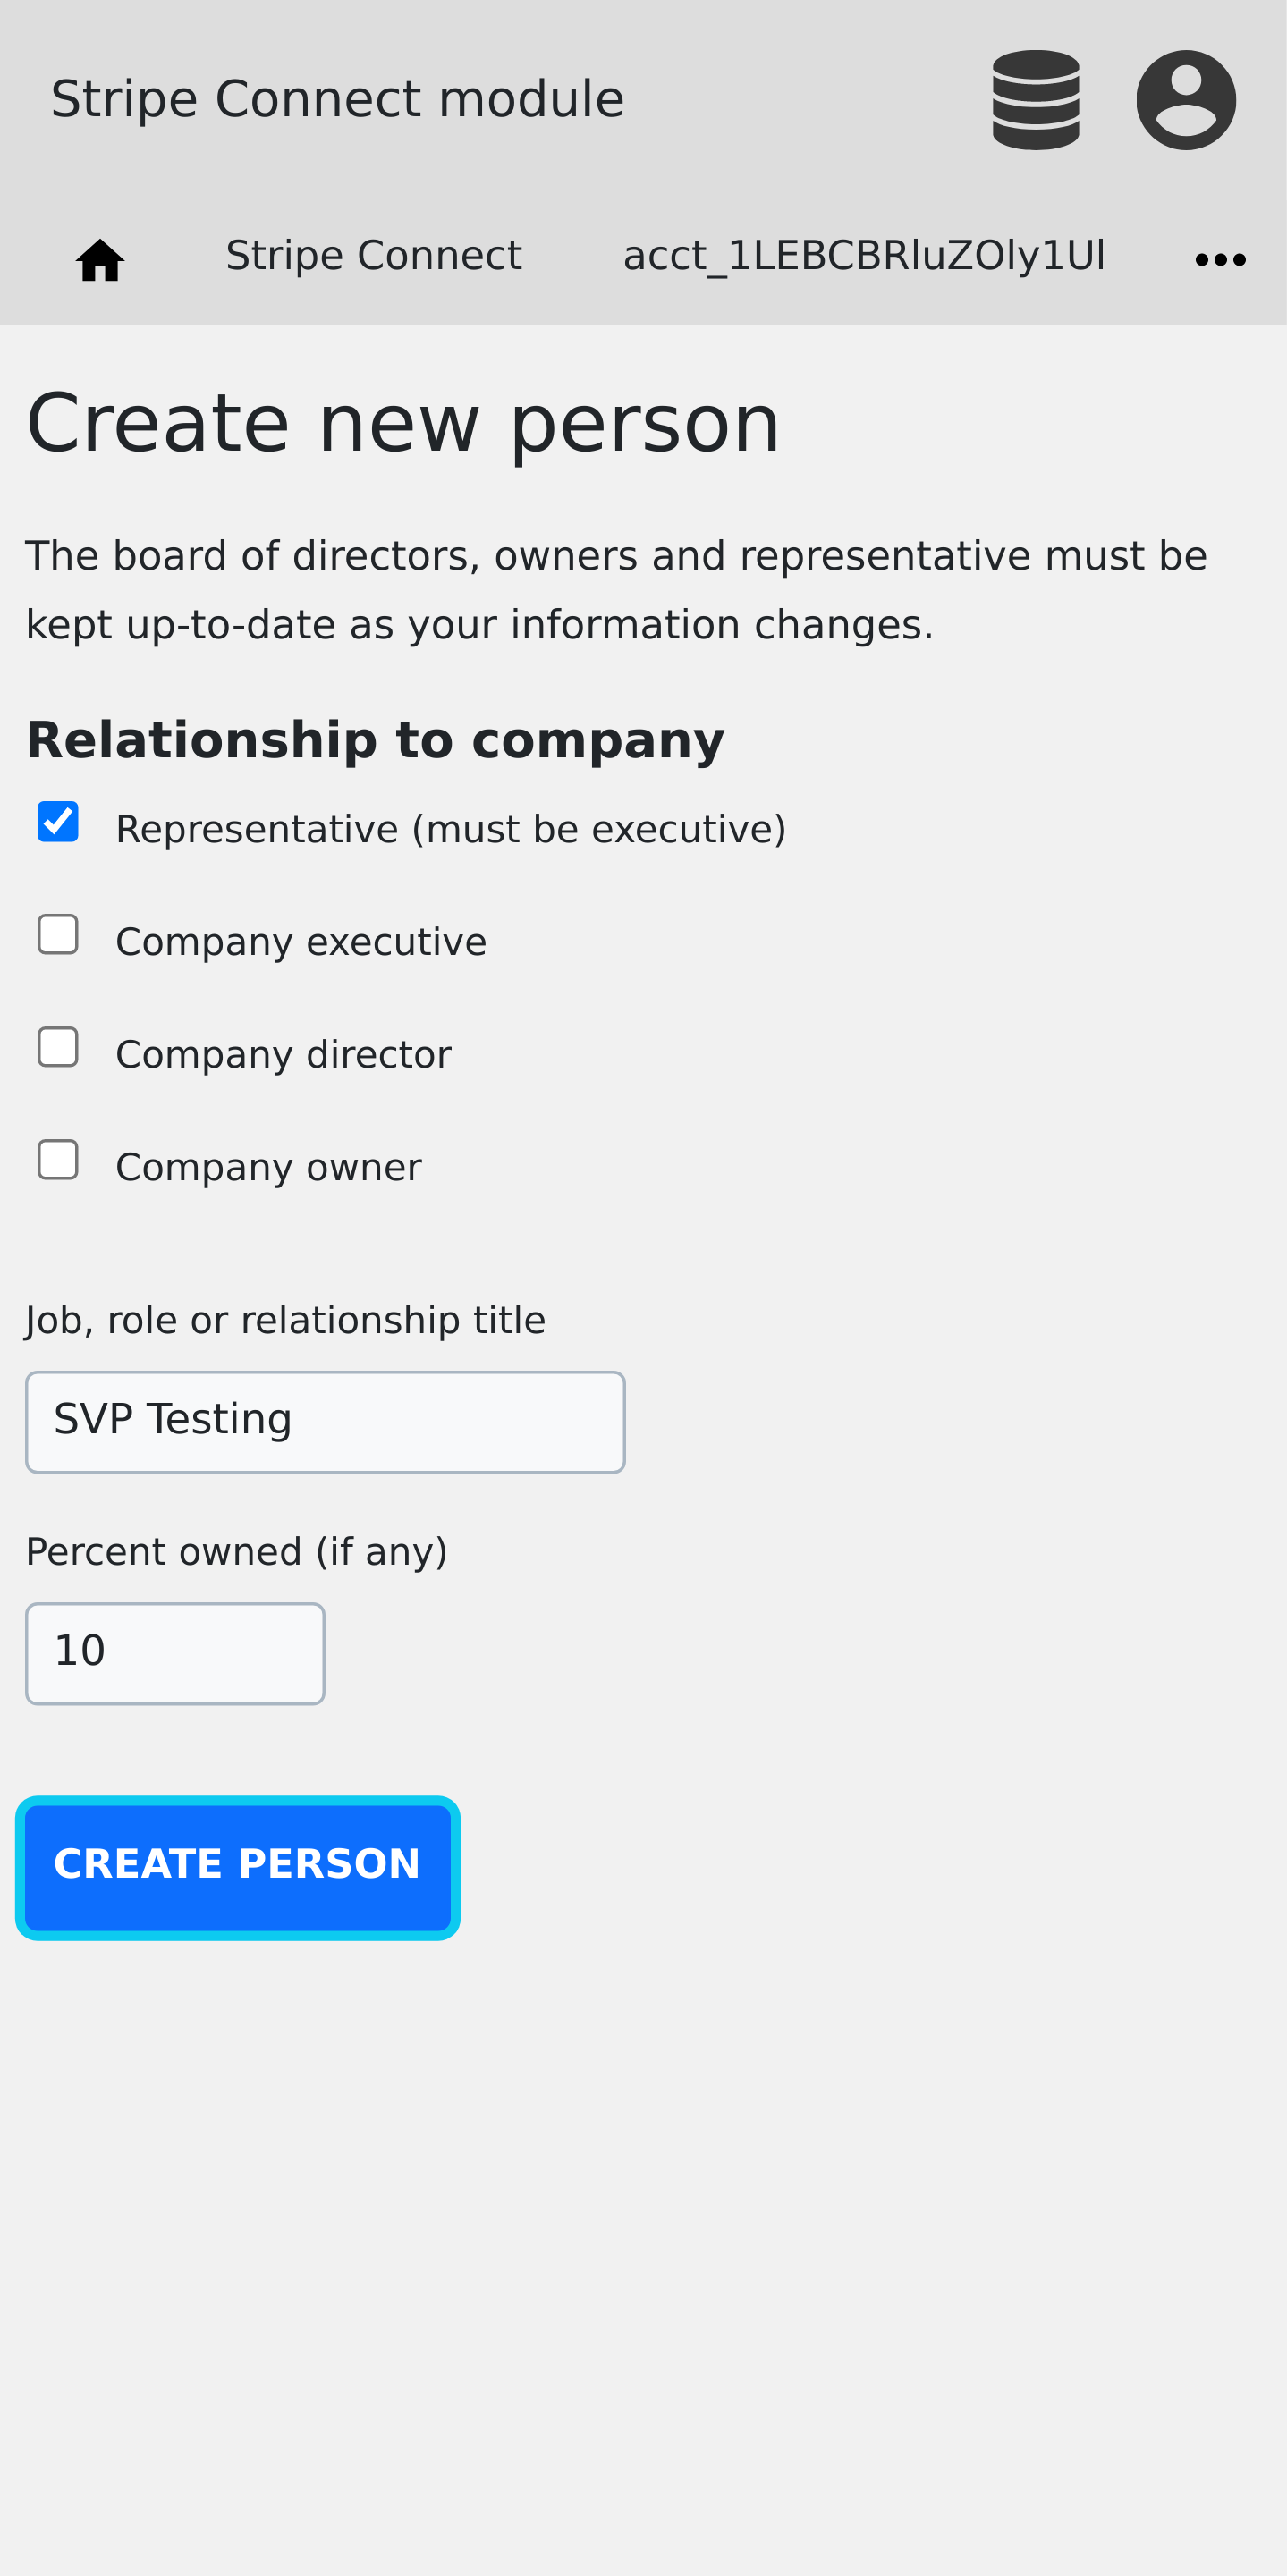 Stripe Connect module
Stripe Connect acct_1LEBCBRluZOly1Ul
Create new person
The board of directors, owners and representative must be
kept up-to-date as your information changes.
Relationship to company
Representative (must be executive)
Company executive
Company director
Company owner
Job, role or relationship title
SVP Testing
Percent owned (if any)
10
CREATE PERSON